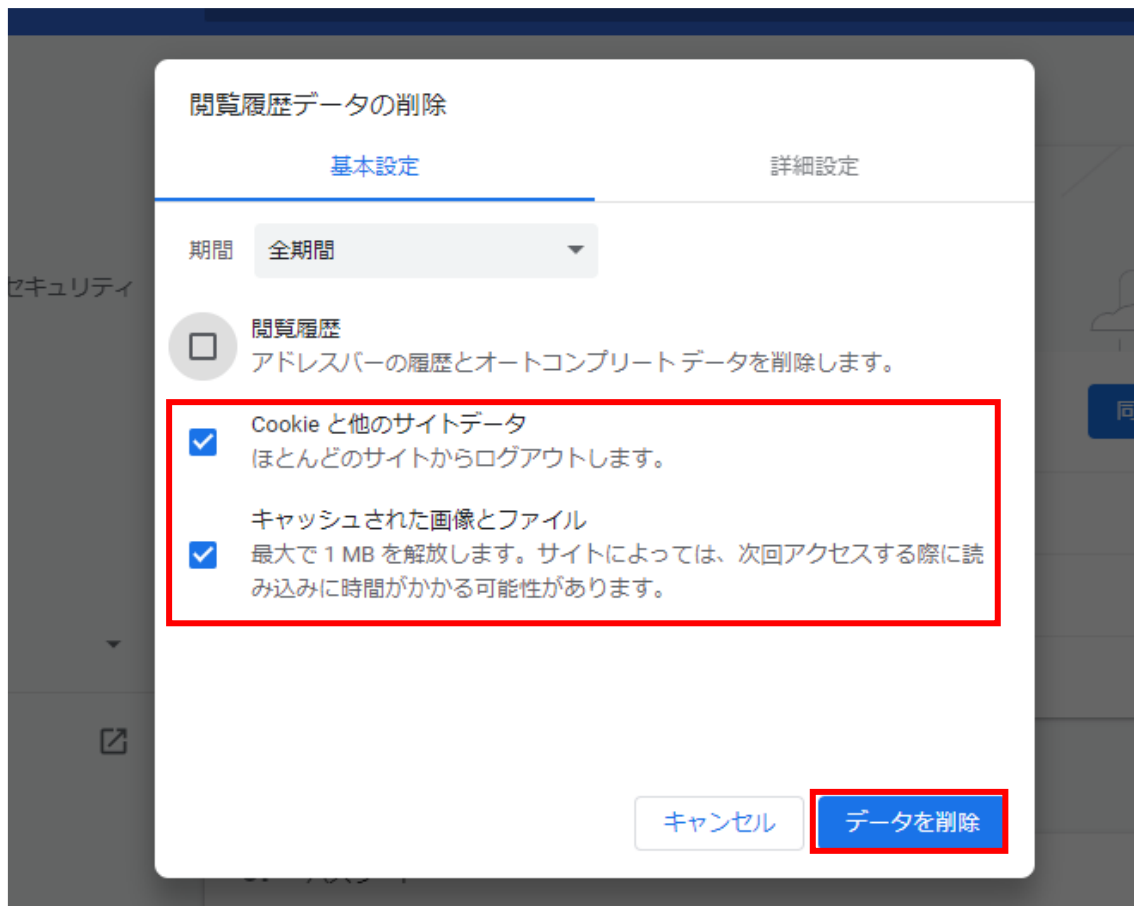 閲覧履歴データの削除
基本設定 詳細設定
期間 全期間
セキュリティ
閲覧履歴
アドレスバーの履歴とオートコンプリート データを削除します。
同
Cookie と他のサイトデータ
ほとんどのサイトからログアウトします。
キャッシュされた画像とファイル
最大で 1 MB を解放します。サイトによっては、次回アクセスする際に読
み込みに時間がかかる可能性があります。
キャンセル データを削除